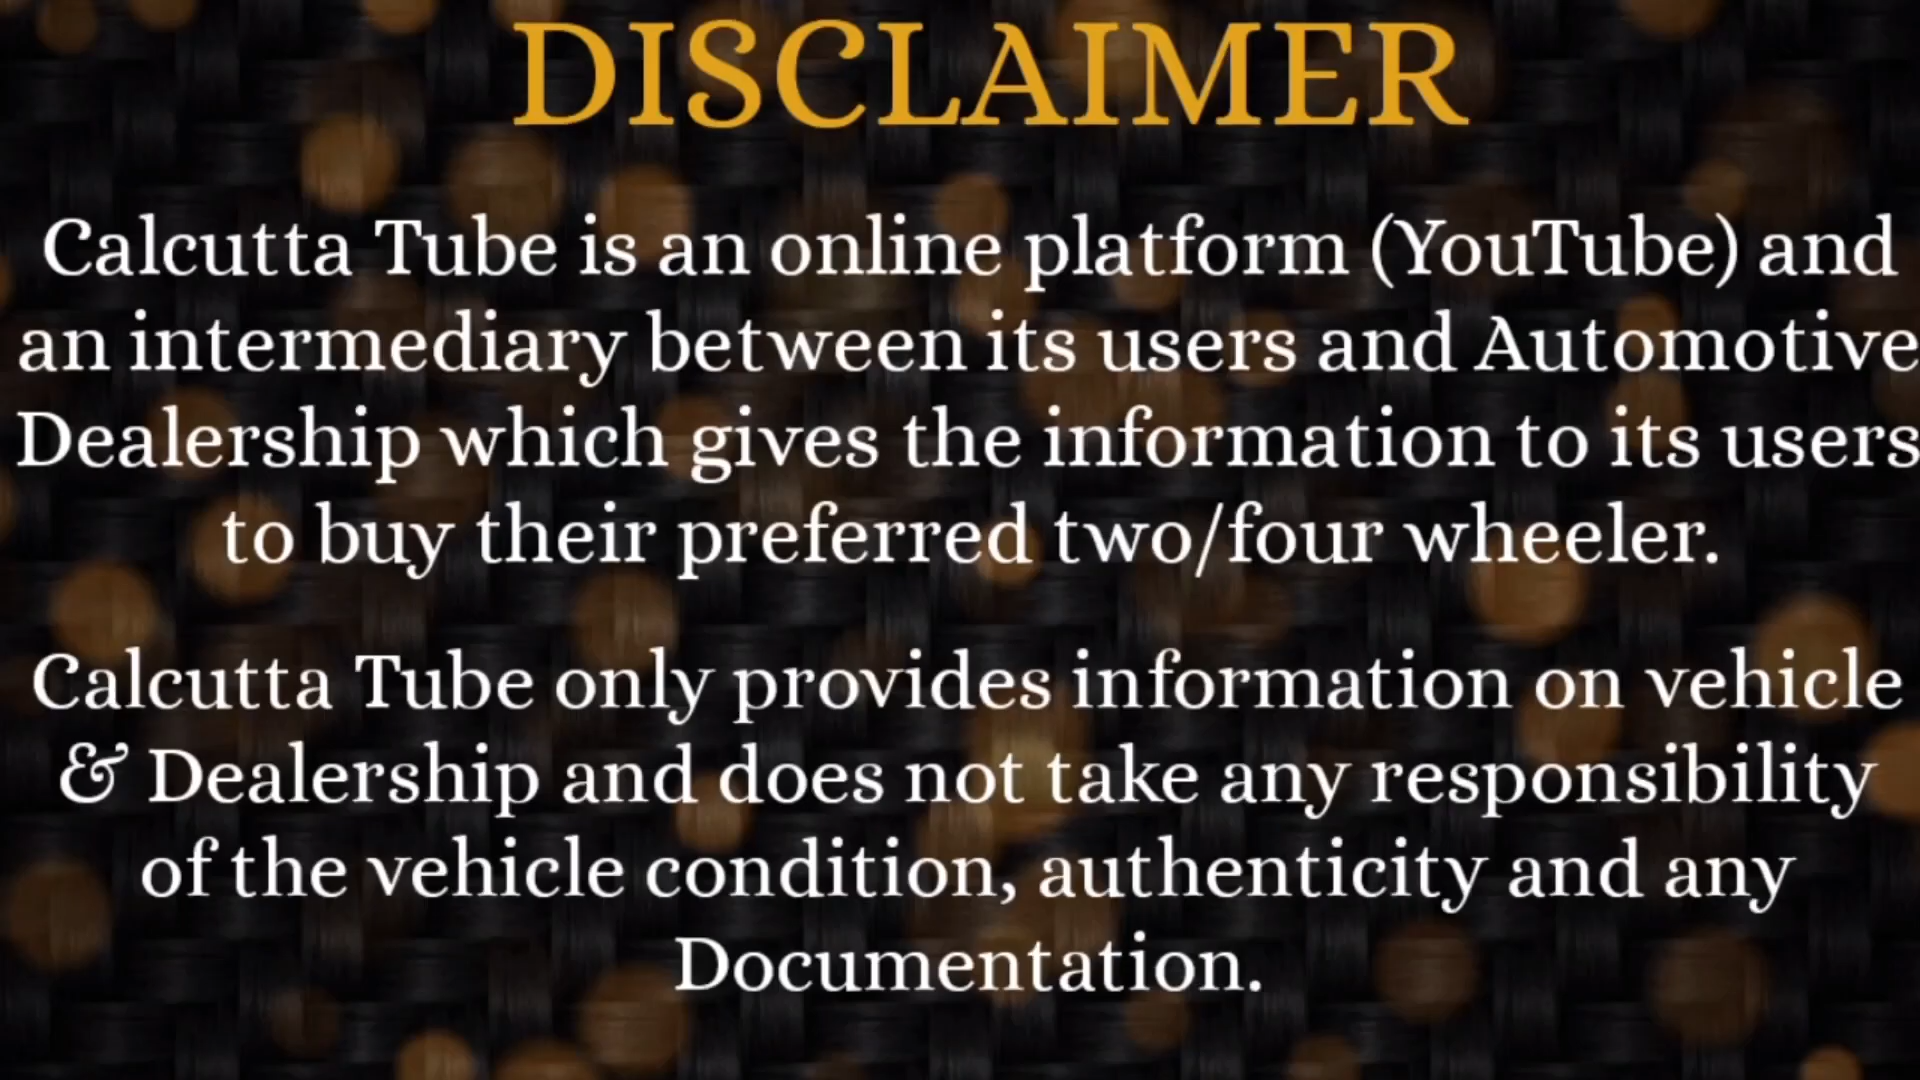 DISCLAIMER
Calcutta Tube is an online platform (YouTube) and
an intermediary between its users and Automotive
Dealership which gives the information to its users
to buy their preferred two/four wheeler.
Calcutta Tube only provides information on vehicle
& Dealership and does not take any responsibility
of the vehicle condition, authenticity and any
Documentation.